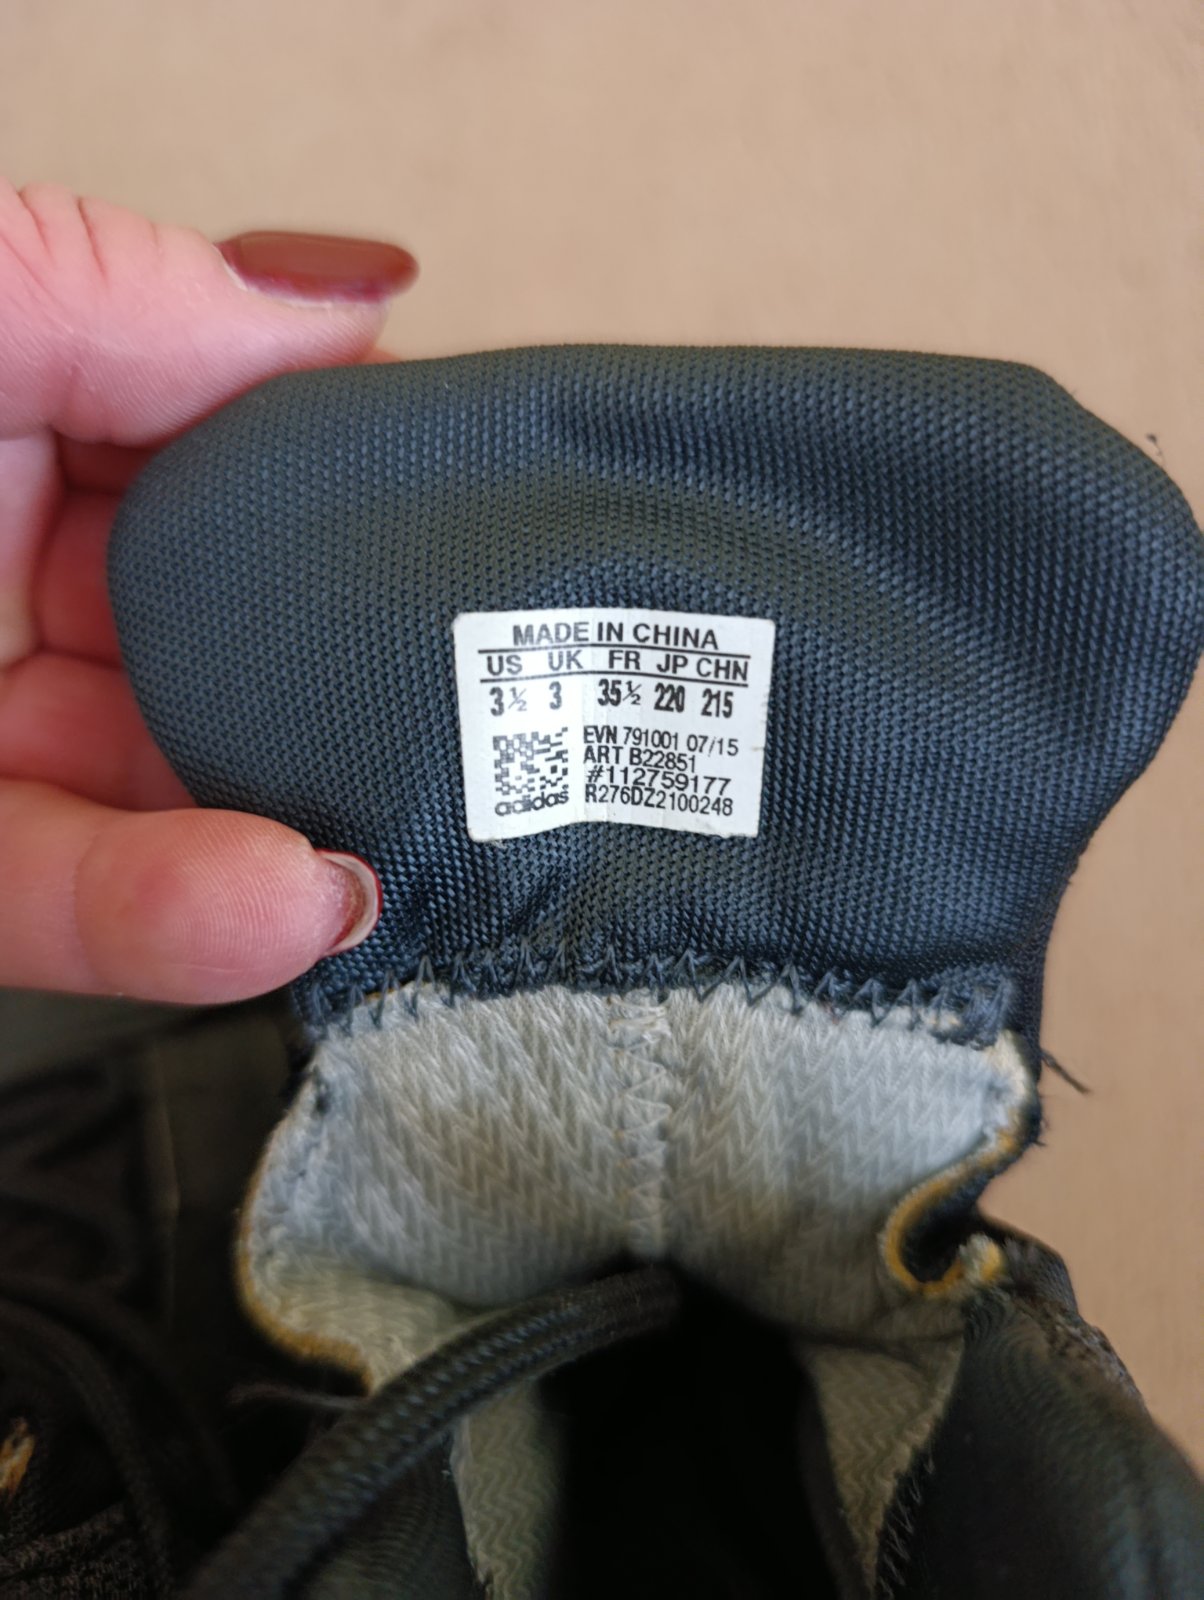 MADE IN CHINA
US UK FR JP CHN
3½ 3 35½ 220 215
EVN 791001 07/15
ART B22851
#112759177
adidas R276DZ2100248